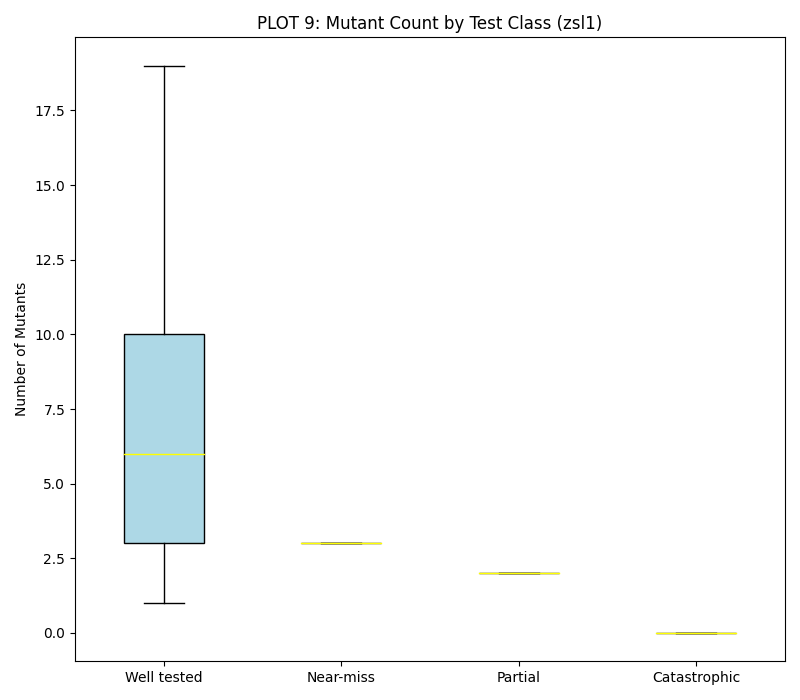 PLOT 9: Mutant Count by Test Class (zsl1)
Number of Mutants
17.5
15.0
12.5
10.0
7.5
5.0
2.5
0.0
Well tested
Near-miss
Partial
Catastrophic